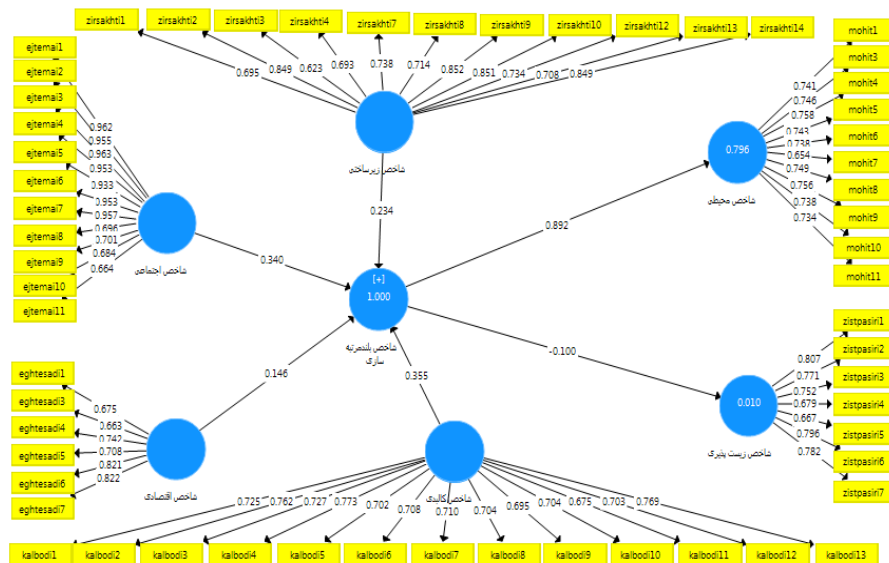 zirsakhti1
zirsakhti2
zirsakhti3
zirsakhti4
zirsakhti7
zirsakhti8
zirsakhti9
zirsakhti10
zirsakhti12
zirsakhti13
zirsakhti14
0.695
0.849
0.623
0.693
0.738
0.714
0.852
0.851
0.734
0.708
0.849
شاخص زیرساختی
0.234
ejtemai1
ejtemai2
ejtemai3
ejtemai4
ejtemai5
ejtemai6
ejtemai7
ejtemai8
ejtemai9
ejtemai10
ejtemai11
0.962
0.955
0.963
0.953
0.933
0.953
0.957
0.696
0.701
0.684
0.664
شاخص اجتماعی
0.340
mohit1
mohit3
mohit4
mohit5
mohit6
mohit7
mohit8
mohit9
mohit10
mohit11
0.741
0.746
0.758
0.743
0.738
0.654
0.749
0.756
0.738
0.734
0.796
شاخص محیطی
0.892
[+]
1.000
شاخص بلندمرتبه
سازی
-0.100
zistpasiri1
zistpasiri2
zistpasiri3
zistpasiri4
zistpasiri5
zistpasiri6
zistpasiri7
0.807
0.771
0.752
0.679
0.667
0.796
0.782
0.010
شاخص زیست پذیری
eghtesadi1
eghtesadi3
eghtesadi4
eghtesadi5
eghtesadi6
eghtesadi7
0.675
0.663
0.742
0.708
0.821
0.822
شاخص اقتصادی
0.146
0.355
شاخص کالبدی
0.725
0.762
0.727
0.773
0.702
0.708
0.710
0.704
0.695
0.704
0.675
0.703
0.769
kalbodi1
kalbodi2
kalbodi3
kalbodi4
kalbodi5
kalbodi6
kalbodi7
kalbodi8
kalbodi9
kalbodi10
kalbodi11
kalbodi12
kalbodi13